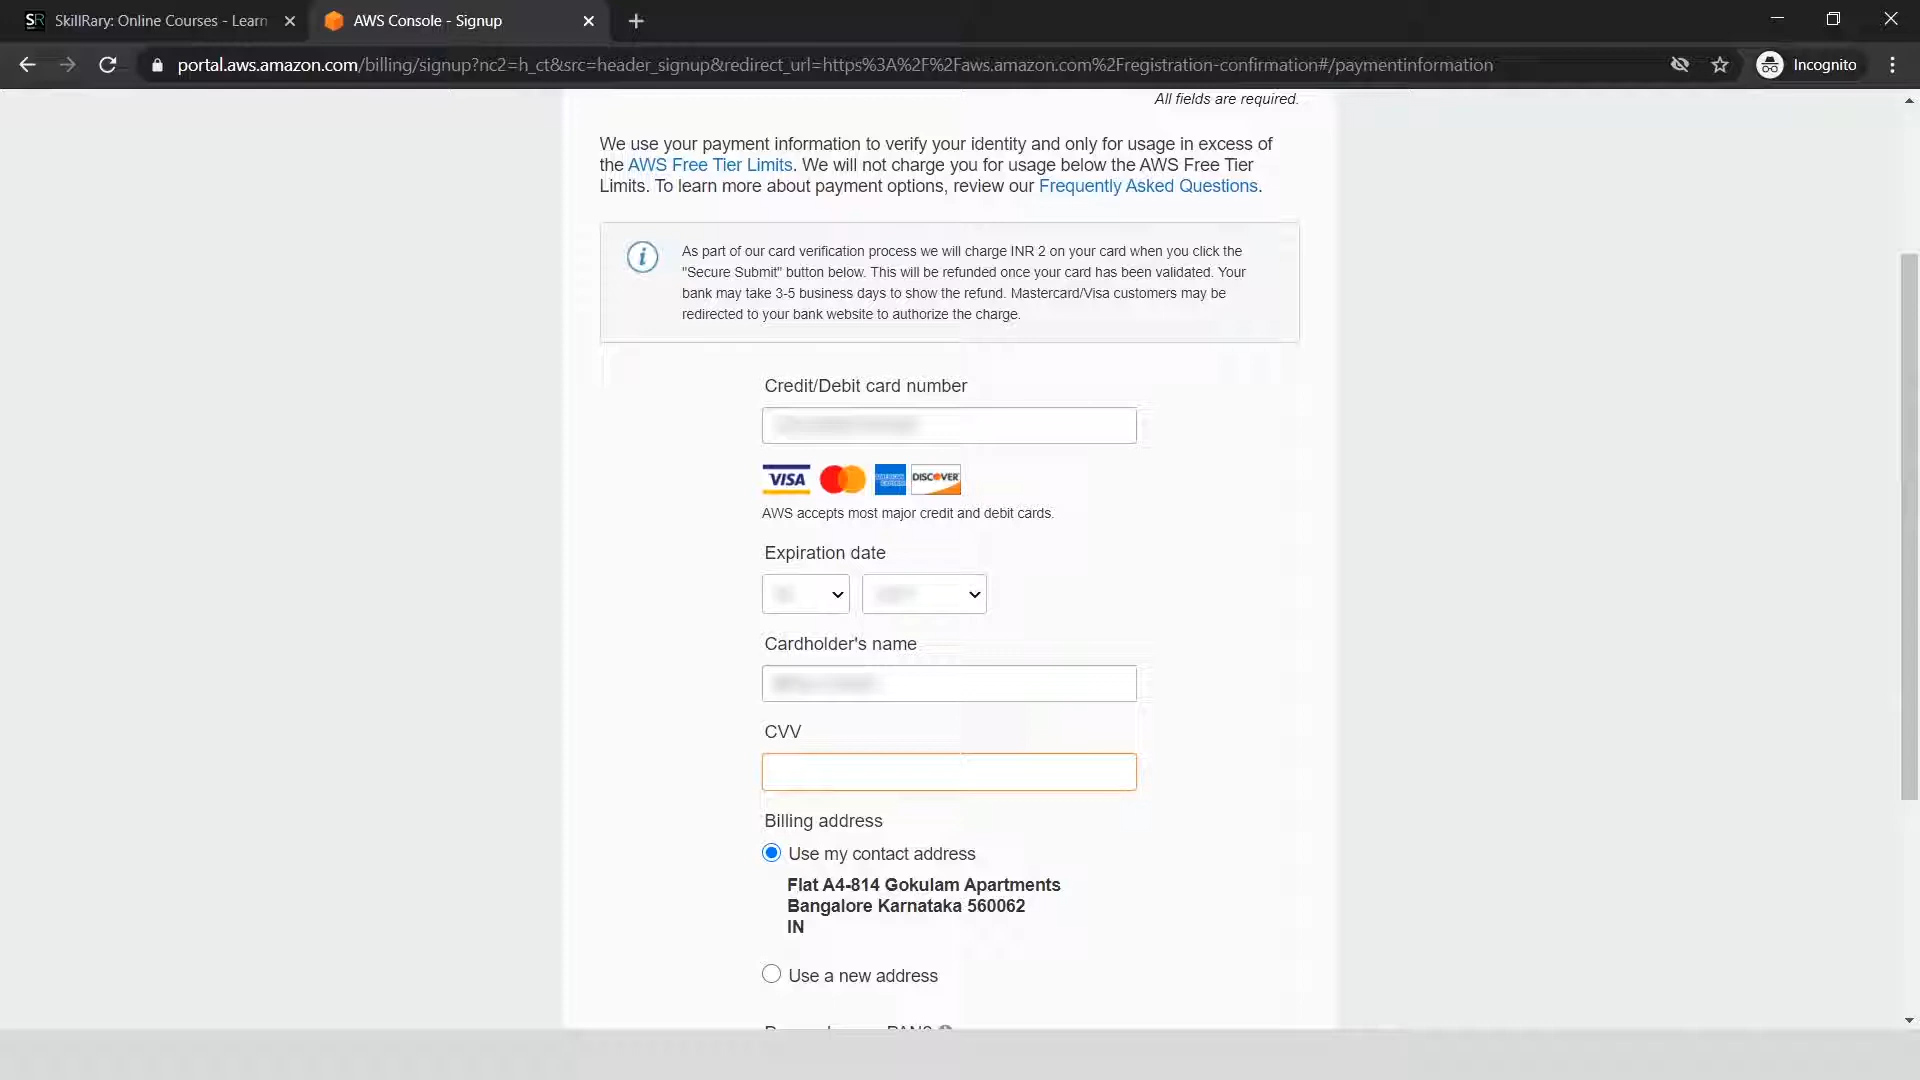 SR SkillRary: Online Courses - Learn
AWS Console - Signup
portal.aws.amazon.com/billing/signup?nc2=h_ct&src=header_signup&redirect_url=https%3A%2F%2Faws.amazon.com%2Fregistration-confirmation#/paymentinformation
Incognito
All fields are required.
We use your payment information to verify your identity and only for usage in excess of
the AWS Free Tier Limits. We will not charge you for usage below the AWS Free Tier
Limits. To learn more about payment options, review our Frequently Asked Questions.
As part of our card verification process we will charge INR 2 on your card when you click the
"Secure Submit" button below. This will be refunded once your card has been validated. Your
bank may take 3-5 business days to show the refund. Mastercard/Visa customers may be
redirected to your bank website to authorize the charge.
Credit/Debit card number
VISA
AMERICAN EXPRESS
DISCOVER
AWS accepts most major credit and debit cards.
Expiration date
Cardholder's name
CVV
Billing address
Use my contact address
Flat A4-814 Gokulam Apartments
Bangalore Karnataka 560062
IN
Use a new address